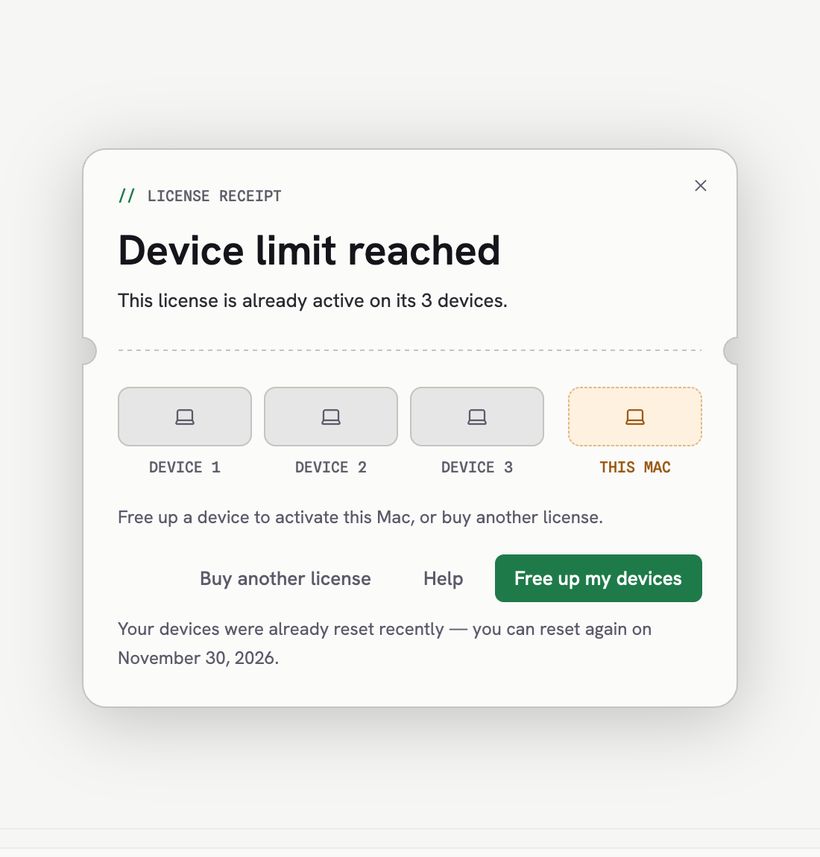 // LICENSE RECEIPT
Device limit reached
This license is already active on its 3 devices.
DEVICE 1
DEVICE 2
DEVICE 3
THIS MAC
Free up a device to activate this Mac, or buy another license.
Buy another license
Help
Free up my devices
Your devices were already reset recently — you can reset again on
November 30, 2026.